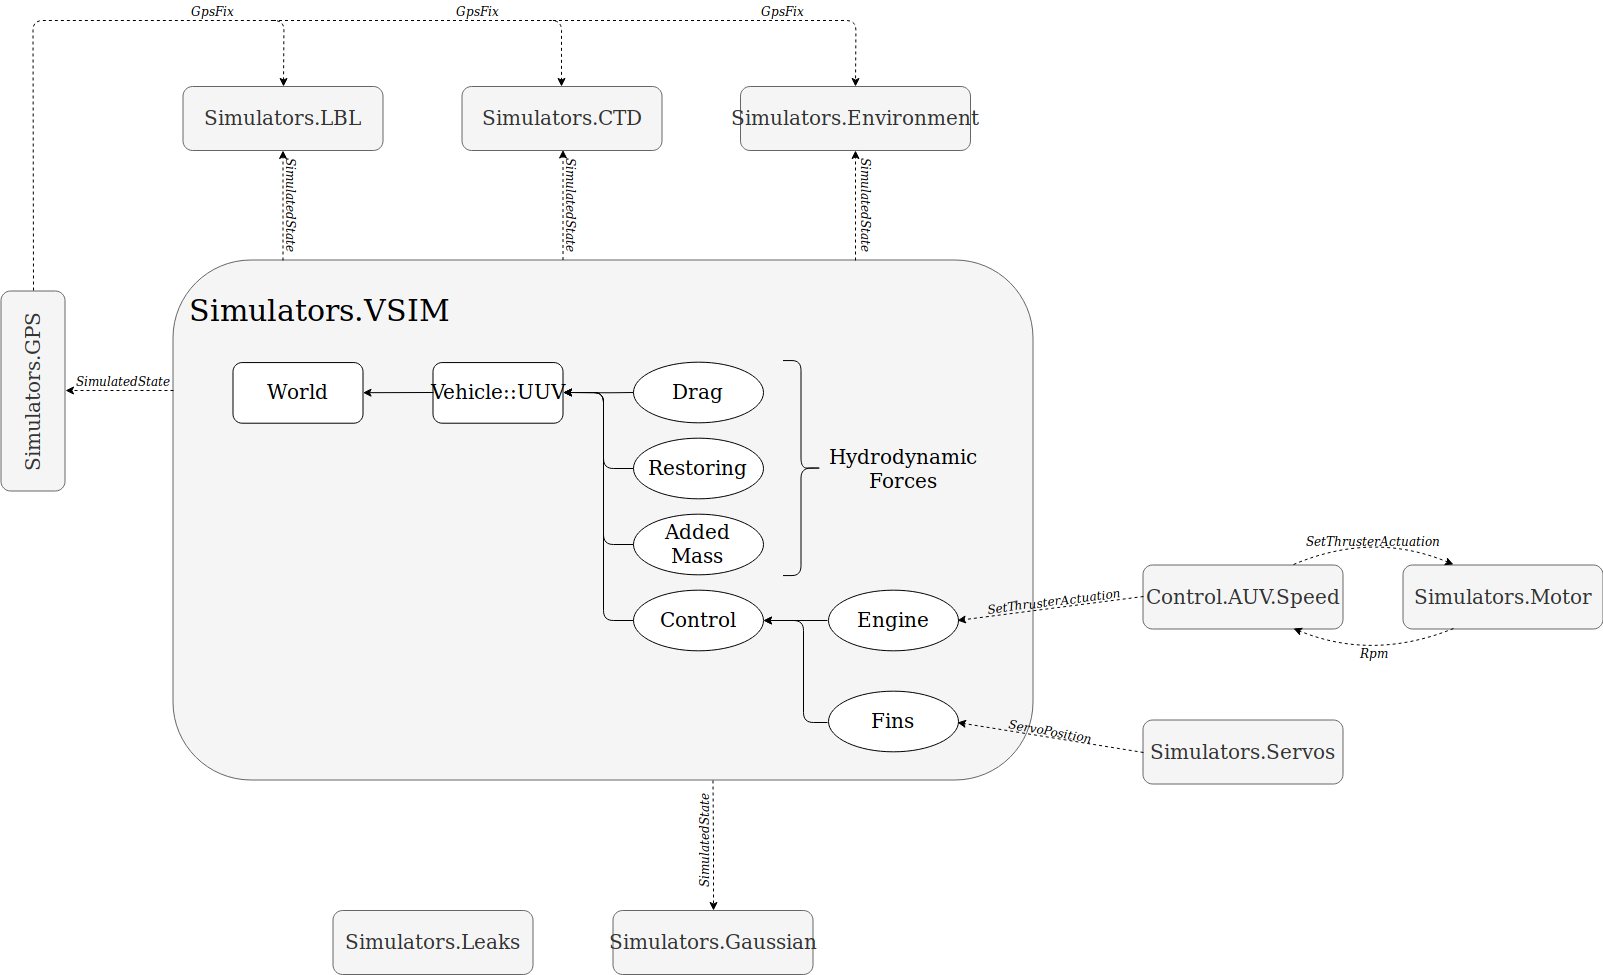 GpsFix
GpsFix
GpsFix
Simulators.LBL
Simulators.CTD
Simulators.Environment
SimulatedState
SimulatedState
SimulatedState
Simulators.GPS
SimulatedState
Simulators.VSIM
World
Vehicle::UUV
Drag
Restoring
Added
Mass
Hydrodynamic
Forces
Control
Engine
Fins
SetThrusterActuation
ServoPosition
SetThrusterActuation
Control.AUV.Speed
Simulators.Motor
Rpm
Simulators.Servos
SimulatedState
Simulators.Leaks
Simulators.Gaussian